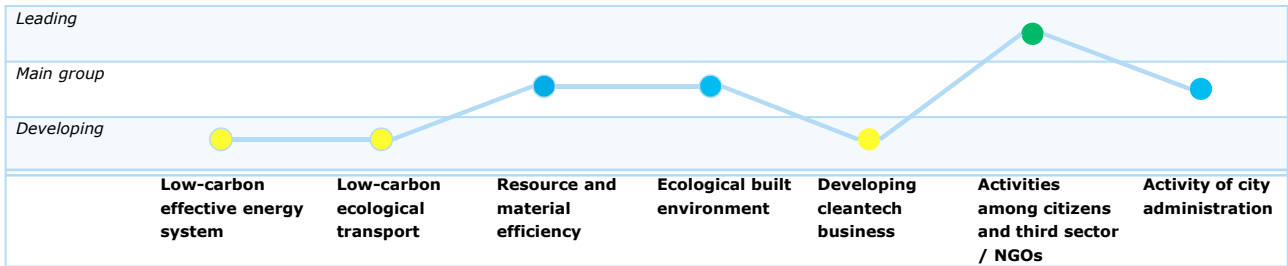 Leading
Main group
Developing
Low-carbon
effective energy
system
Low-carbon
ecological
transport
Resource and
material
efficiency
Ecological built
environment
Developing
cleantech
business
Activities
among citizens
and third sector
/ NGOs
Activity of city
administration